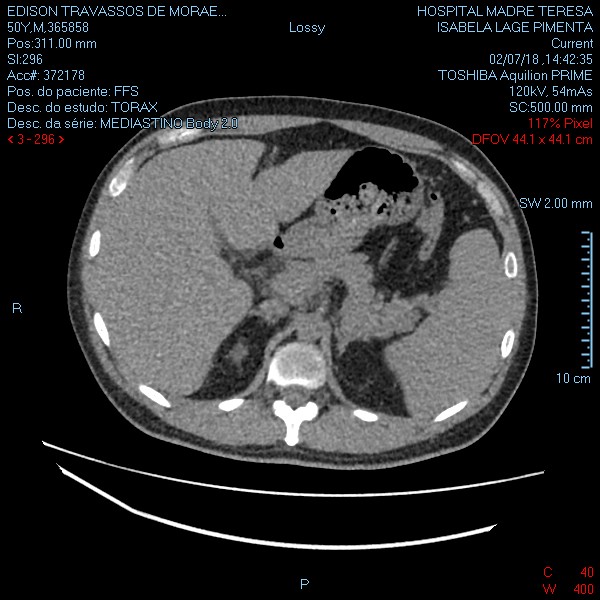 EDISON TRAVASSOS DE MORAE...
50Y,M,365858
Pos:311.00 mm
SI:296
Acc#: 372178
Pos. do paciente: FFS
Desc. do estudo: TORAX
Desc. da série: MEDIASTINO Body 2.0
< 3 - 296 >
Lossy
HOSPITAL MADRE TERESA
ISABELA LAGE PIMENTA
Current
02/07/18 ,14:42:35
TOSHIBA Aquilion PRIME
120kV, 54mAs
SC:500.00 mm
117% Pixel
DFOV 44.1 x 44.1 cm
SW 2.00 mm
R
10 cm
P
C 40
W 400